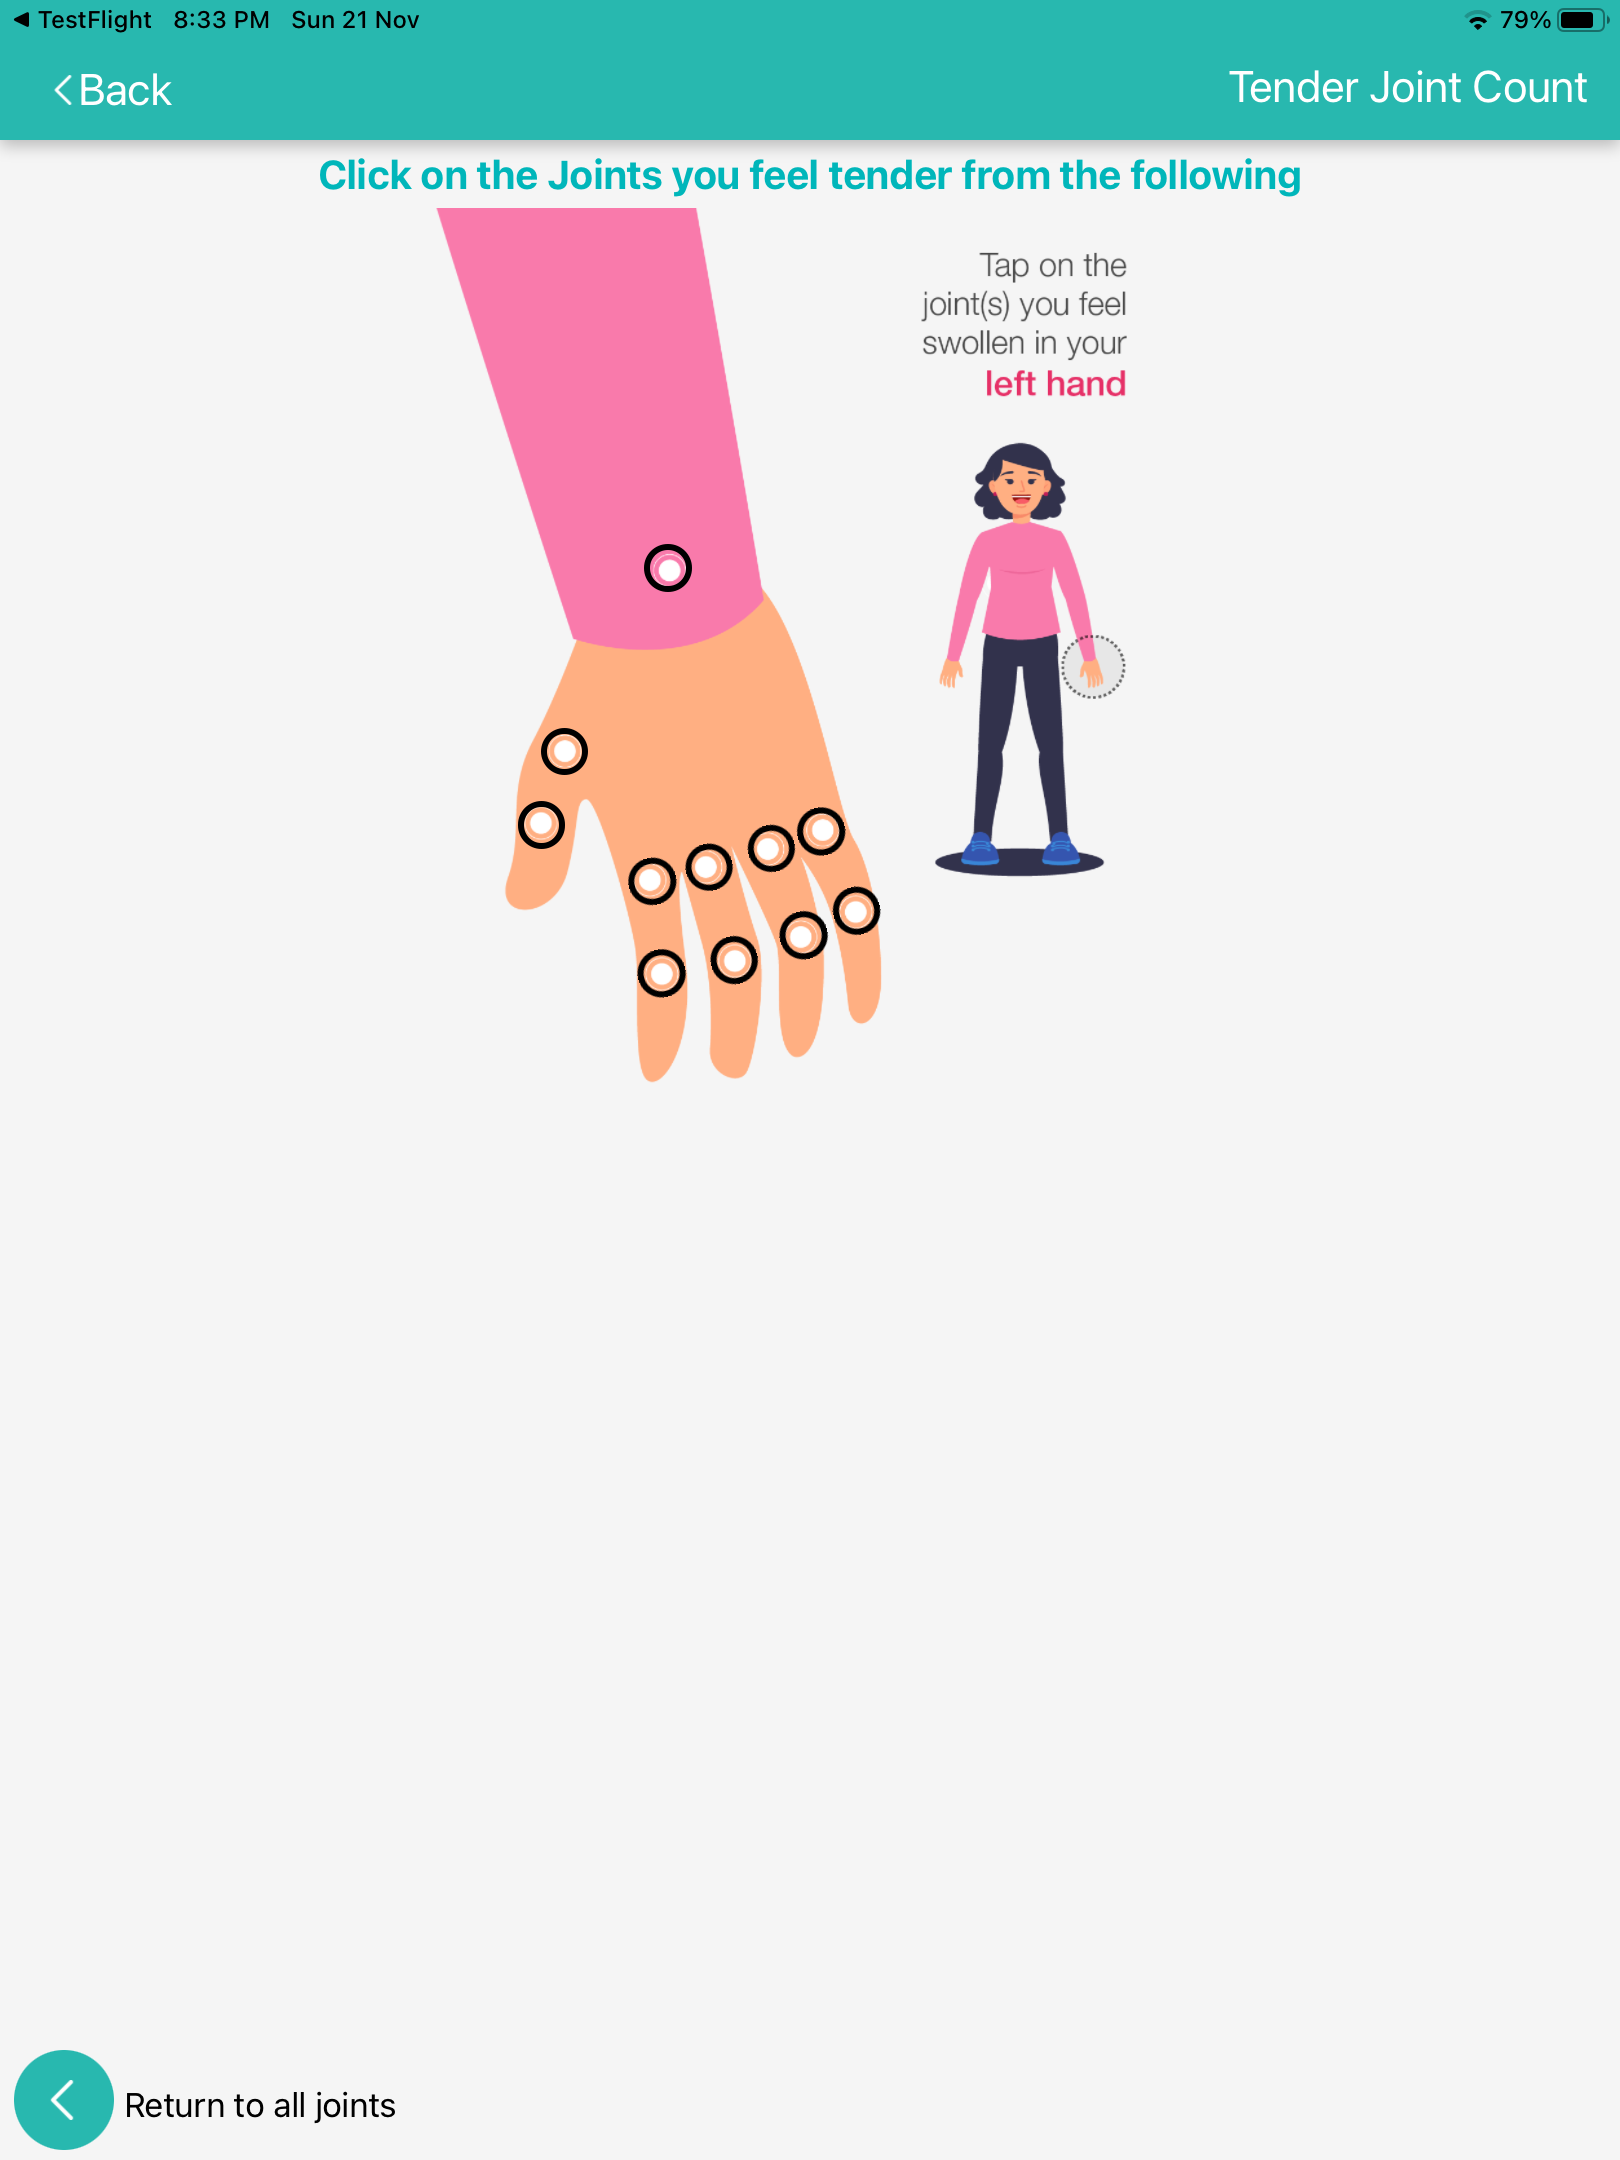 TestFlight 8:33 PM Sun 21 Nov 79%
Back Tender Joint Count
Click on the Joints you feel tender from the following
Tap on the
joint(s) you feel
swollen in your
left hand
Return to all joints